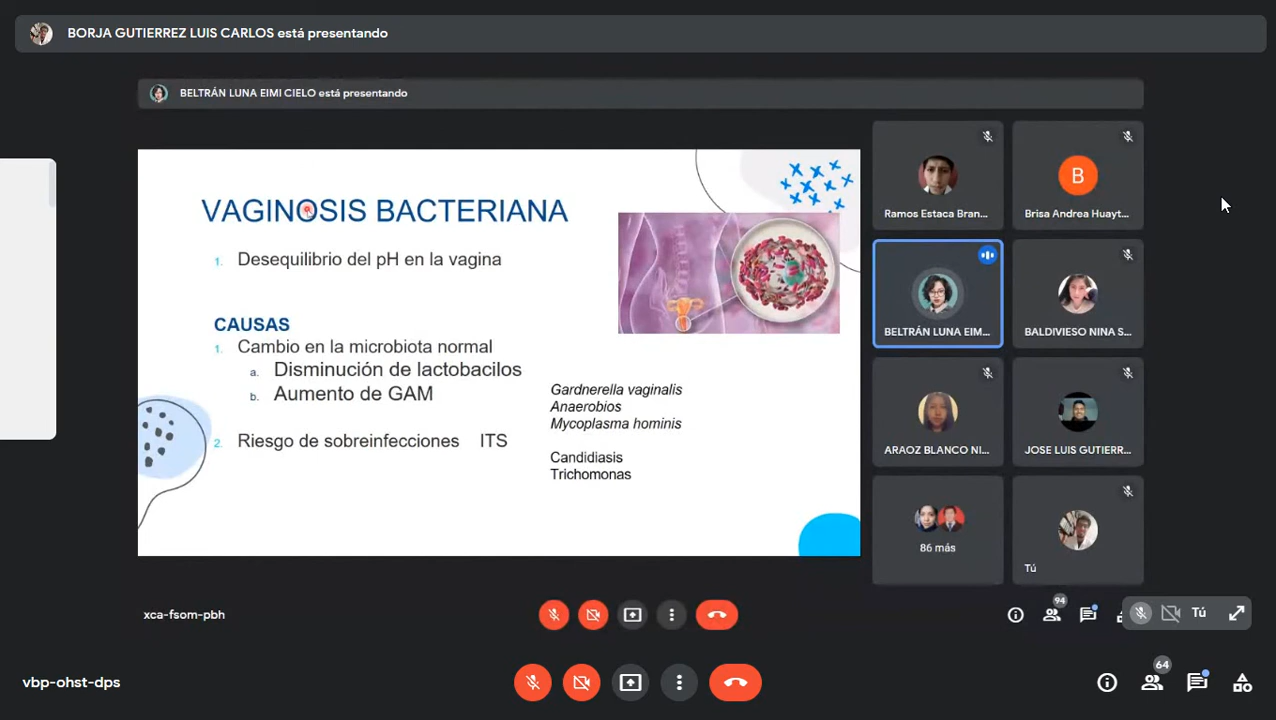 BORJA GUTIERREZ LUIS CARLOS está presentando
BELTRÁN LUNA EIMI CIELO está presentando
VAGINOSIS BACTERIANA
1. Desequilibrio del pH en la vagina
CAUSAS
1. Cambio en la microbiota normal
a. Disminución de lactobacilos
b. Aumento de GAM
2. Riesgo de sobreinfecciones ITS
Gardnerella vaginalis
Anaerobios
Mycoplasma hominis
Candidiasis
Trichomonas
Ramos Estaca Bran...
B
Brisa Andrea Huayt...
BELTRÁN LUNA EIM...
BALDIVIESO NINA S...
ARAOZ BLANCO NI...
JOSE LUIS GUTIERR...
86 más
Tú
xca-fsom-pbh
94
Tú
vbp-ohst-dps
64